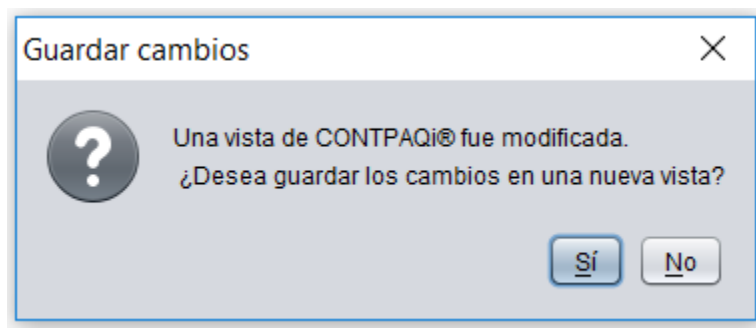 Guardar cambios
Una vista de CONTPAQi® fue modificada.
¿Desea guardar los cambios en una nueva vista?
Sí No